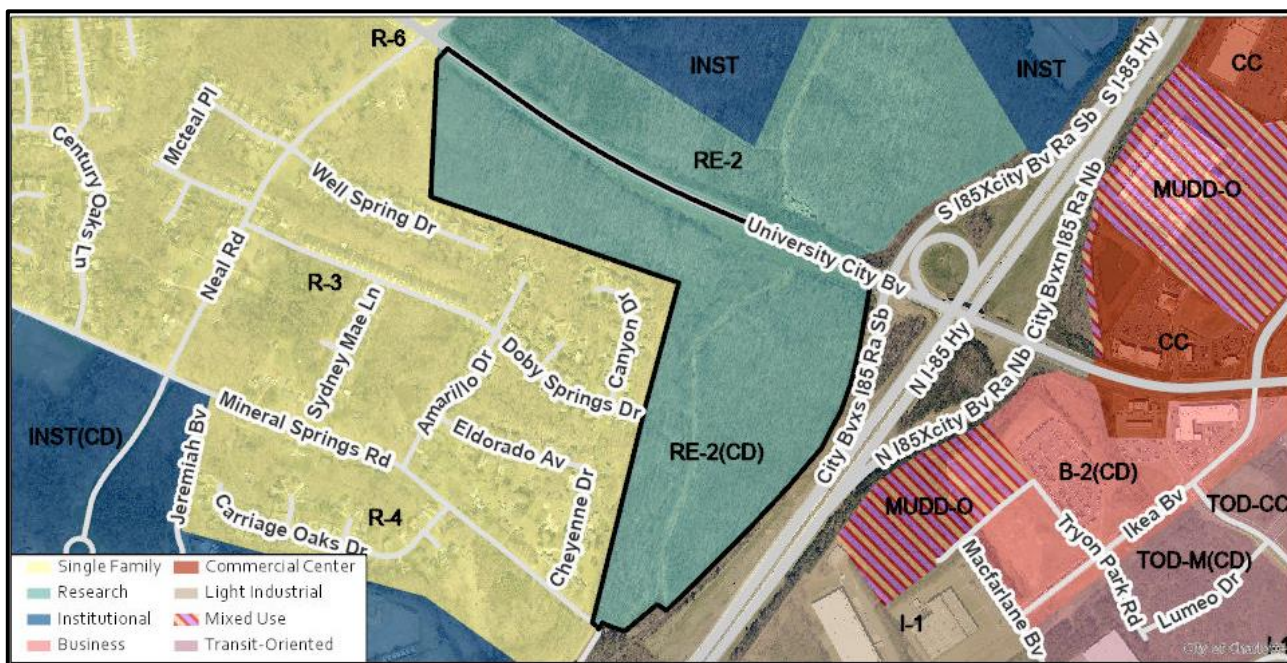 R-6
INST
INST
CC
S I-85 Hy
S I85Xcity Bv Ra Sb
Mcteal Pl
Century Oaks Ln
Well Spring Dr
Neal Rd
RE-2
MUDD-O
University City Bv
City Bvxn I85 Ra Nb
R-3
Sydney Mae Ln
Amarillo Dr
Canyon Dr
Doby Springs Dr
City Bvxs I85 Ra Sb
N I-85 Hy
N I85Xcity Bv Ra Nb
CC
INST(CD)
Jeremiah Bv
Mineral Springs Rd
Eldorado Av
Cheyenne Dr
Carriage Oaks Dr
R-4
RE-2(CD)
MUDD-O
B-2(CD)
Ikea Bv
Tryon Park Rd
TOD-CC
TOD-M(CD)
Lumeo Dr
Macfarlane Bv
I-1
Single Family
Commercial Center
Research
Light Industrial
Institutional
Mixed Use
Business
Transit-Oriented